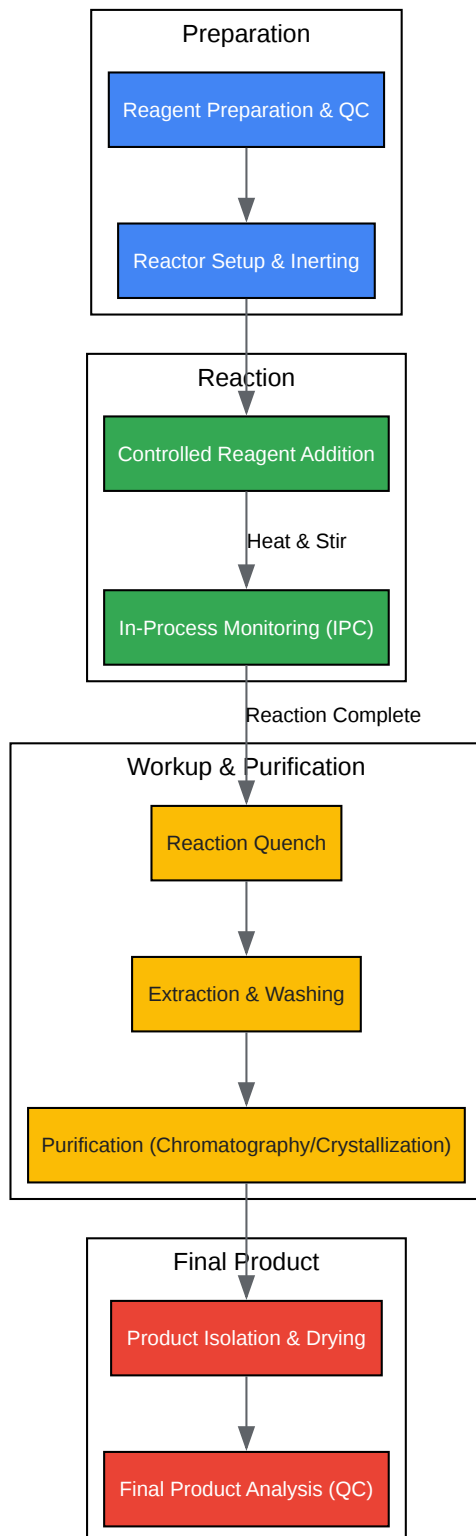 Preparation
Reagent Preparation & QC
Reactor Setup & Inerting
Reaction
Controlled Reagent Addition
Heat & Stir
In-Process Monitoring (IPC)
Reaction Complete
Workup & Purification
Reaction Quench
Extraction & Washing
Purification (Chromatography/Crystallization)
Final Product
Product Isolation & Drying
Final Product Analysis (QC)